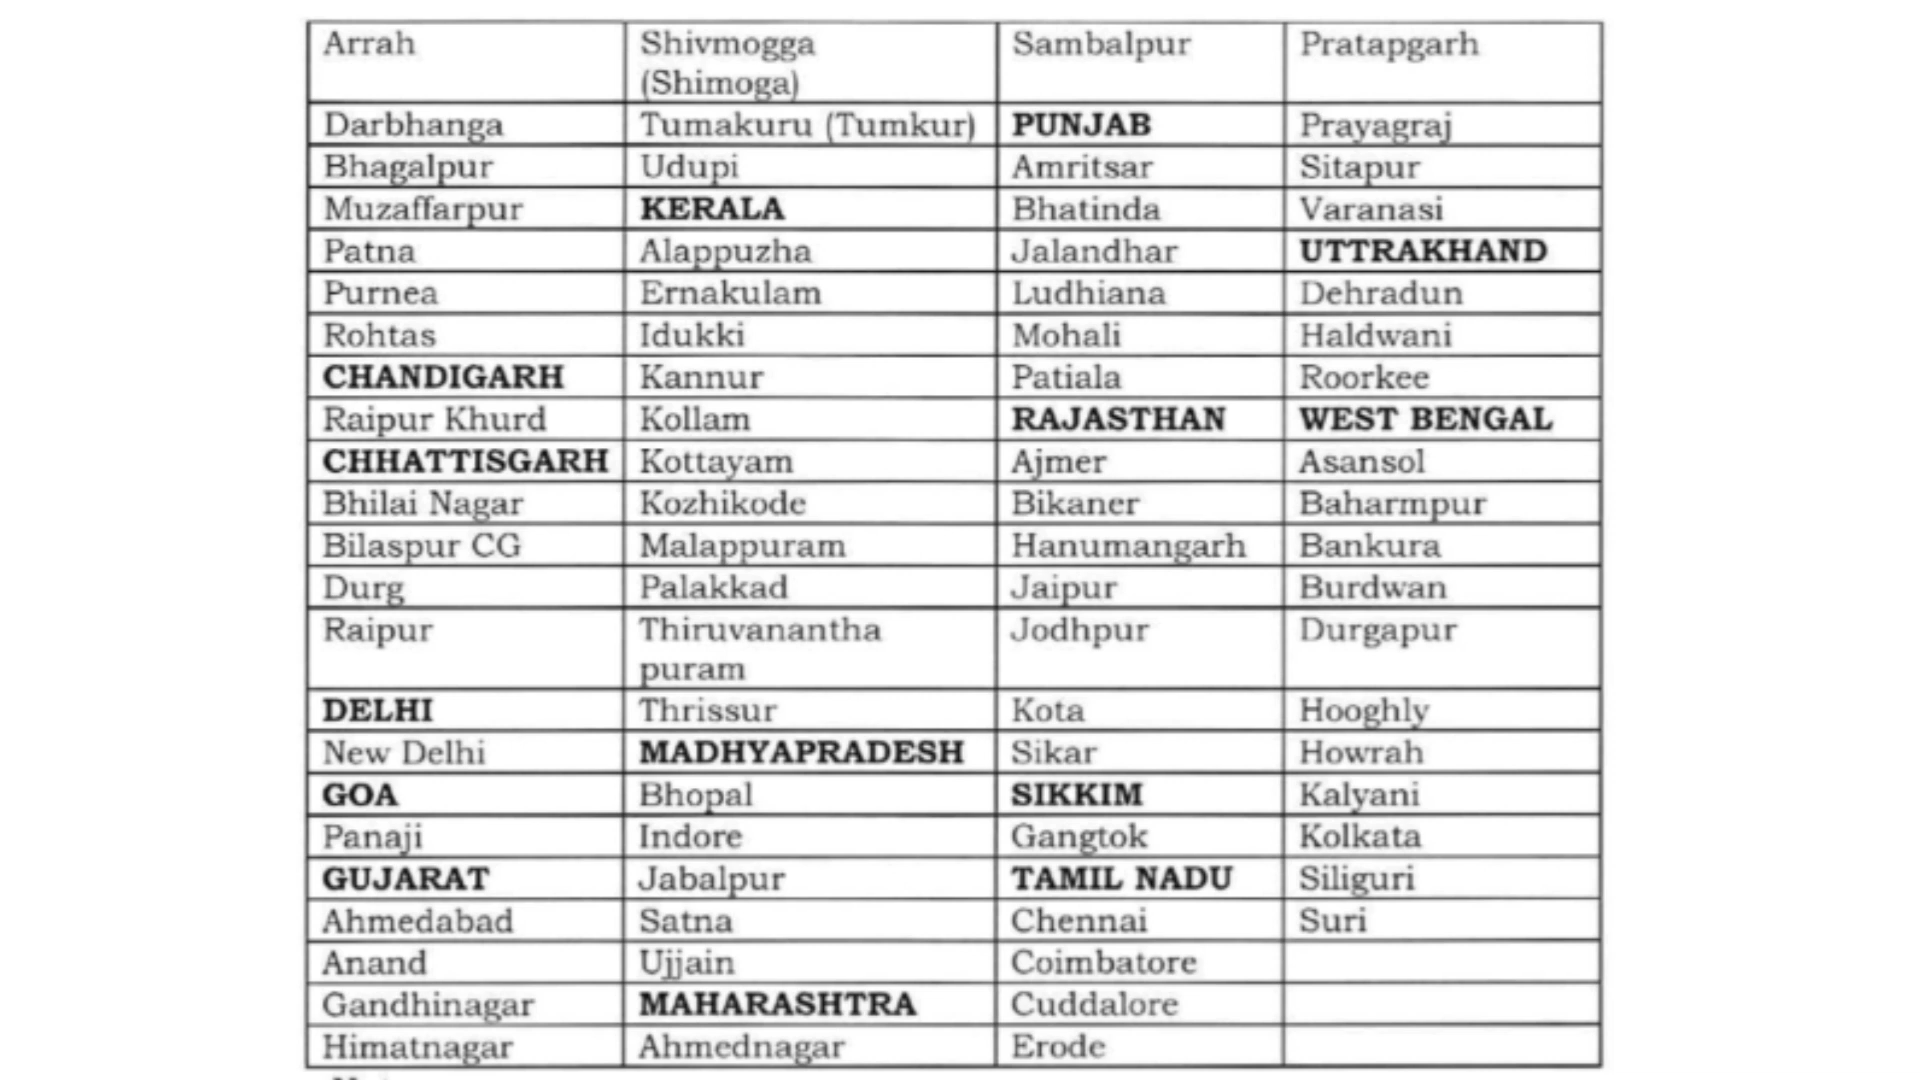 Arrah Shivmogga Sambalpur Pratapgarh
(Shimoga)
Darbhanga Tumakuru (Tumkur) PUNJAB Prayagraj
Bhagalpur Udupi Amritsar Sitapur
Muzaffarpur KERALA Bhatinda Varanasi
Patna Alappuzha Jalandhar UTTRAKHAND
Purnea Ernakulam Ludhiana Dehradun
Rohtas Idukki Mohali Haldwani
CHANDIGARH Kannur Patiala Roorkee
Raipur Khurd Kollam RAJASTHAN WEST BENGAL
CHHATTISGARH Kottayam Ajmer Asansol
Bhilai Nagar Kozhikode Bikaner Baharmpur
Bilaspur CG Malappuram Hanumangarh Bankura
Durg Palakkad Jaipur Burdwan
Raipur Thiruvanantha Jodhpur Durgapur
puram
DELHI Thrissur Kota Hooghly
New Delhi MADHYAPRADESH Sikar Howrah
GOA Bhopal SIKKIM Kalyani
Panaji Indore Gangtok Kolkata
GUJARAT Jabalpur TAMIL NADU Siliguri
Ahmedabad Satna Chennai Suri
Anand Ujjain Coimbatore
Gandhinagar MAHARASHTRA Cuddalore
Himatnagar Ahmednagar Erode